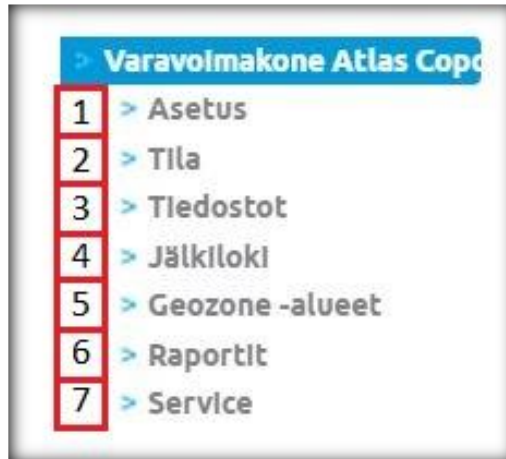 > Varavoimakone Atlas Copc
1 > Asetus
2 > Tila
3 > Tiedostot
4 > Jälkiloki
5 > Geozone -alueet
6 > Raportit
7 > Service